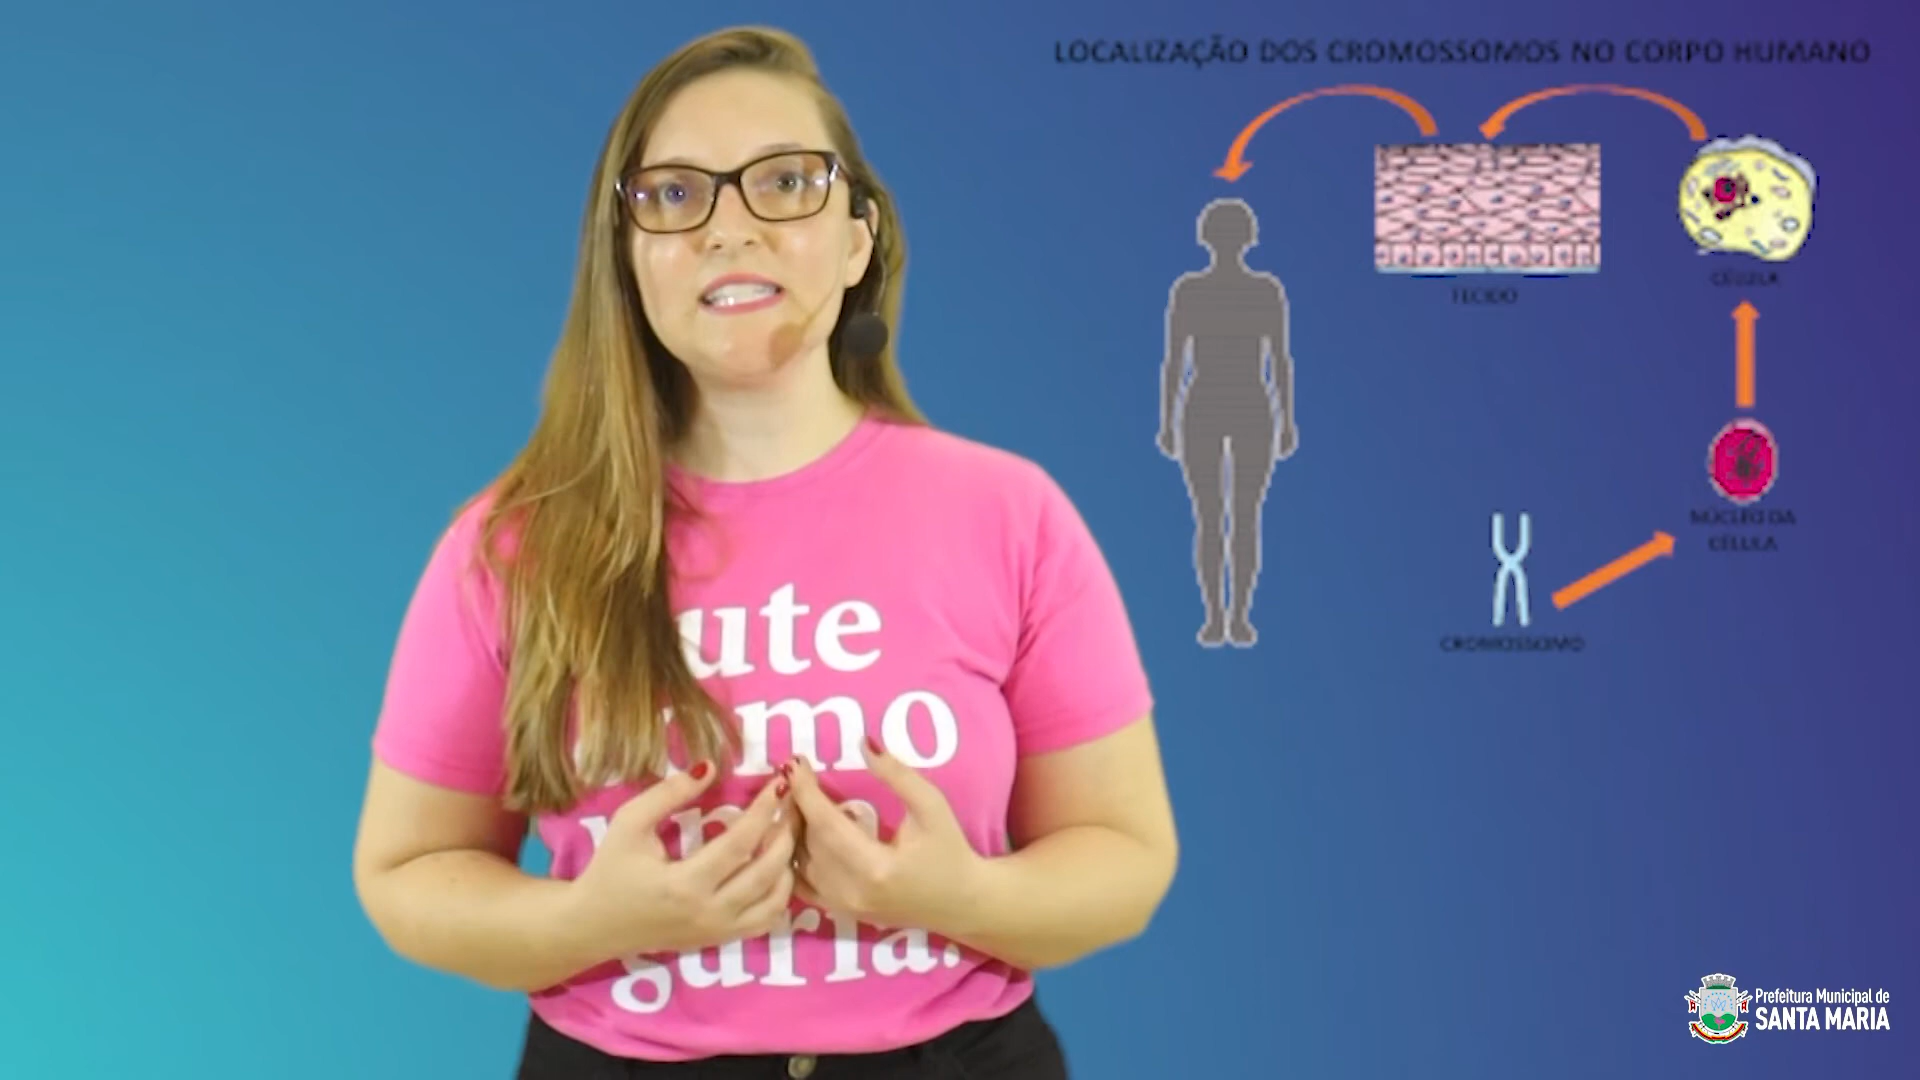 LOCALIZAÇÃO DOS CROMOSSOMOS NO CORPO HUMANO
TECIDO
CÉLULA
NÚCLEO DA
CÉLULA
CROMOSSOMO
ute
mo
guria.
Prefeitura Municipal de
SANTA MARIA